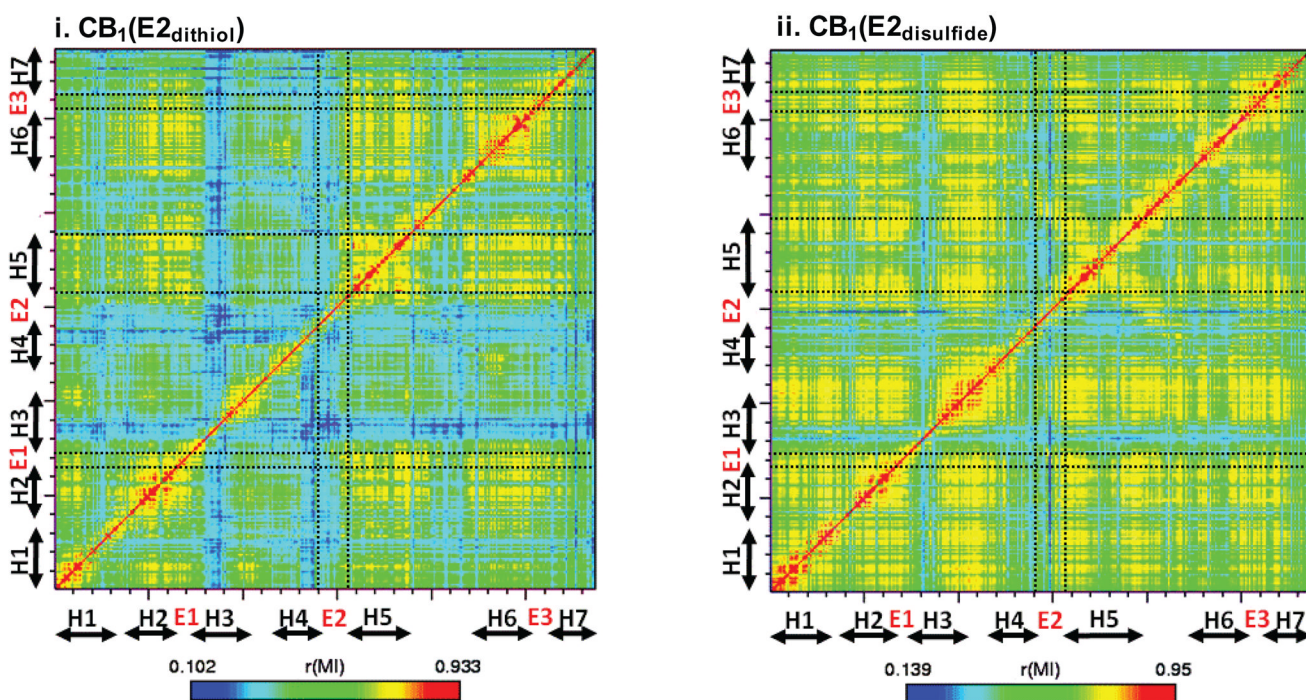 i. CB1(E2dithiol)
H7
E3
H6
H5
E2
H4
H3
E1
H2
H1
H1 H2 E1 H3 H4 E2 H5 H6 E3 H7
0.102 r(MI) 0.933
ii. CB1(E2disulfide)
H7
E3
H6
H5
E2
H4
H3
E1
H2
H1
H1 H2 E1 H3 H4 E2 H5 H6 E3 H7
0.139 r(MI) 0.95